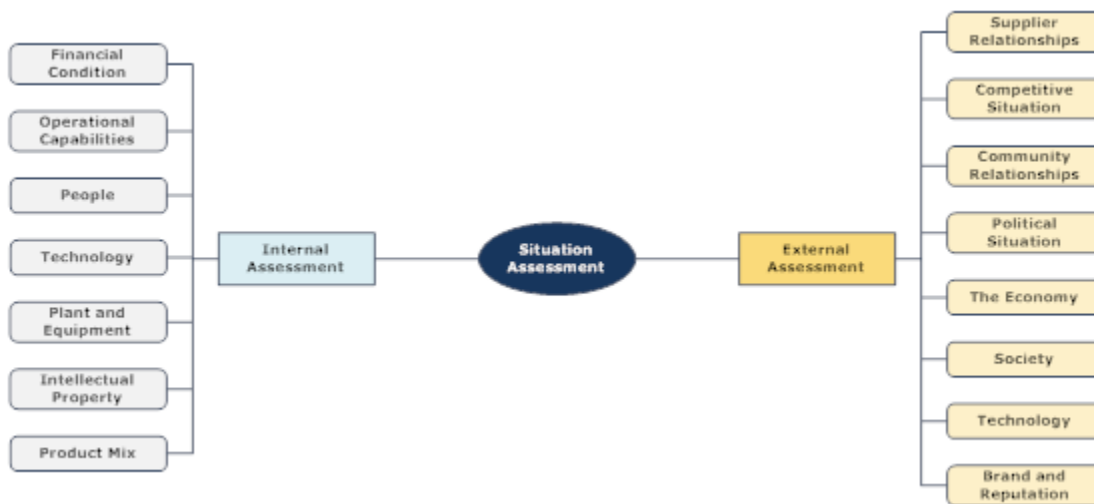 Financial
Condition
Operational
Capabilities
People
Technology
Plant and
Equipment
Intellectual
Property
Product Mix
Internal
Assessment
Situation
Assessment
External
Assessment
Supplier
Relationships
Competitive
Situation
Community
Relationships
Political
Situation
The Economy
Society
Technology
Brand and
Reputation